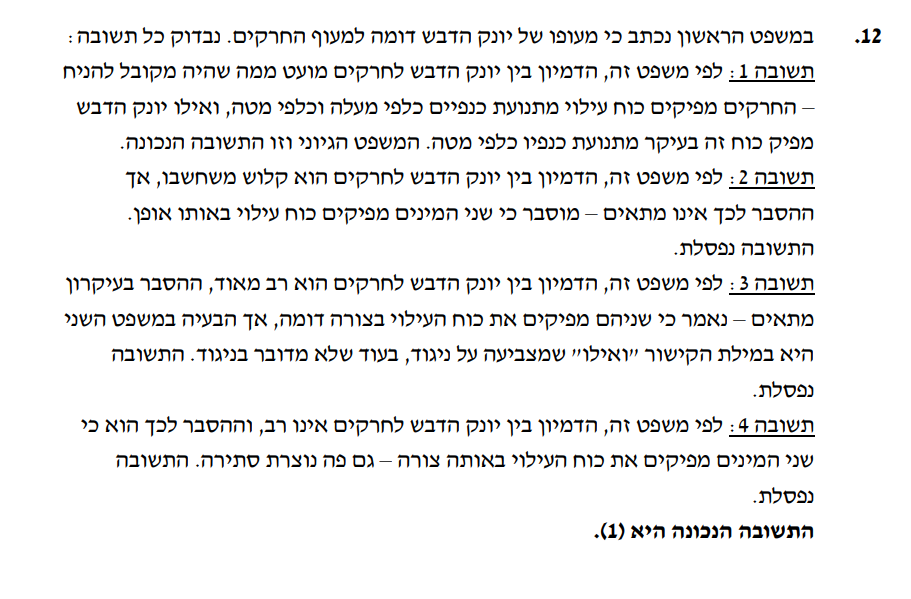 12. במשפט הראשון נכתב כי מעופו של יונק הדבש דומה למעוף החרקים. נבדוק כל תשובה:
תשובה 1: לפי משפט זה, הדמיון בין יונק הדבש לחרקים מועט ממה שהיה מקובל להניח
– החרקים מפיקים כוח עילוי מתנועת כנפיים כלפי מעלה וכלפי מטה, ואילו יונק הדבש
מפיק כוח זה בעיקר מתנועת כנפיו כלפי מטה. המשפט הגיוני וזו התשובה הנכונה.
תשובה 2: לפי משפט זה, הדמיון בין יונק הדבש לחרקים הוא קלוש משחשבו, אך
ההסבר לכך אינו מתאים – מוסבר כי שני המינים מפיקים כוח עילוי באותו אופן.
התשובה נפסלת.
תשובה 3: לפי משפט זה, הדמיון בין יונק הדבש לחרקים הוא רב מאוד, ההסבר בעיקרון
מתאים – נאמר כי שניהם מפיקים את כוח העילוי בצורה דומה, אך הבעיה במשפט השני
היא במילת הקישור "ואילו" שמצביעה על ניגוד, בעוד שלא מדובר בניגוד. התשובה
נפסלת.
תשובה 4: לפי משפט זה, הדמיון בין יונק הדבש לחרקים אינו רב, וההסבר לכך הוא כי
שני המינים מפיקים את כוח העילוי באותה צורה – גם פה נוצרת סתירה. התשובה
נפסלת.
התשובה הנכונה היא (1).